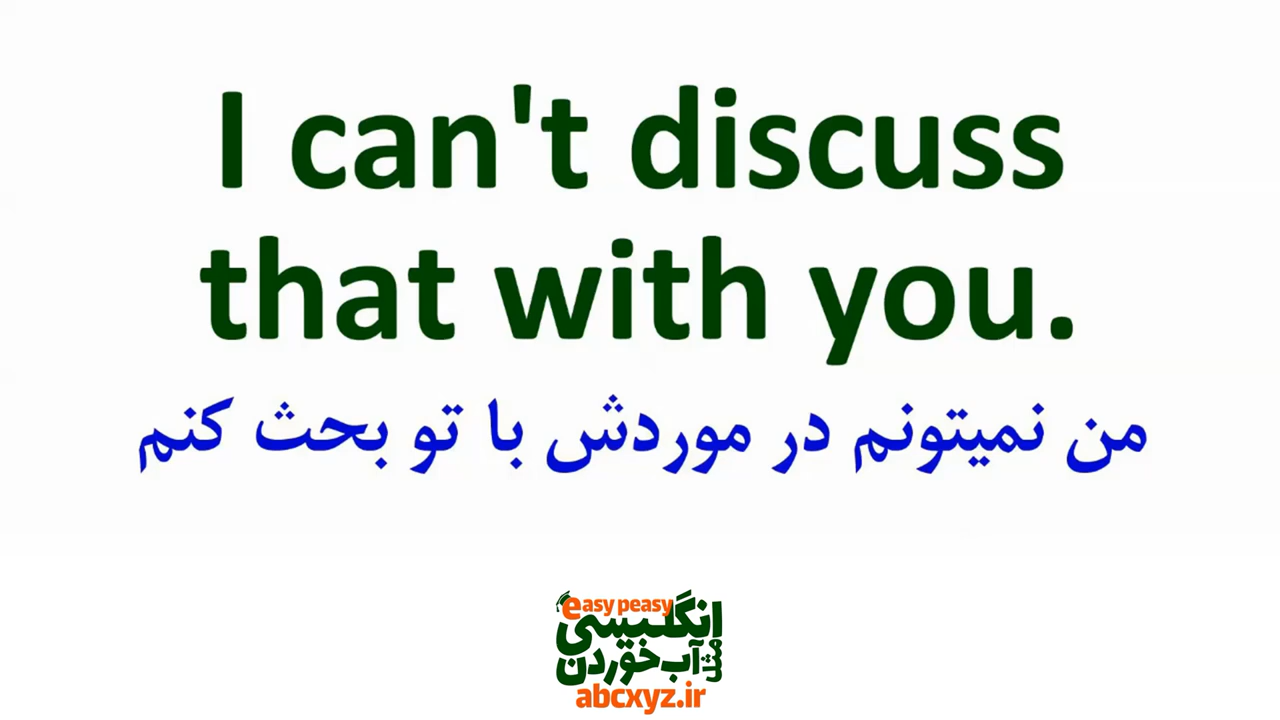 I can't discuss
that with you.
من نمیتونم در موردش با تو بحث کنم
easy peasy
انگلیسی
مثل آب خوردن
abcxyz.ir